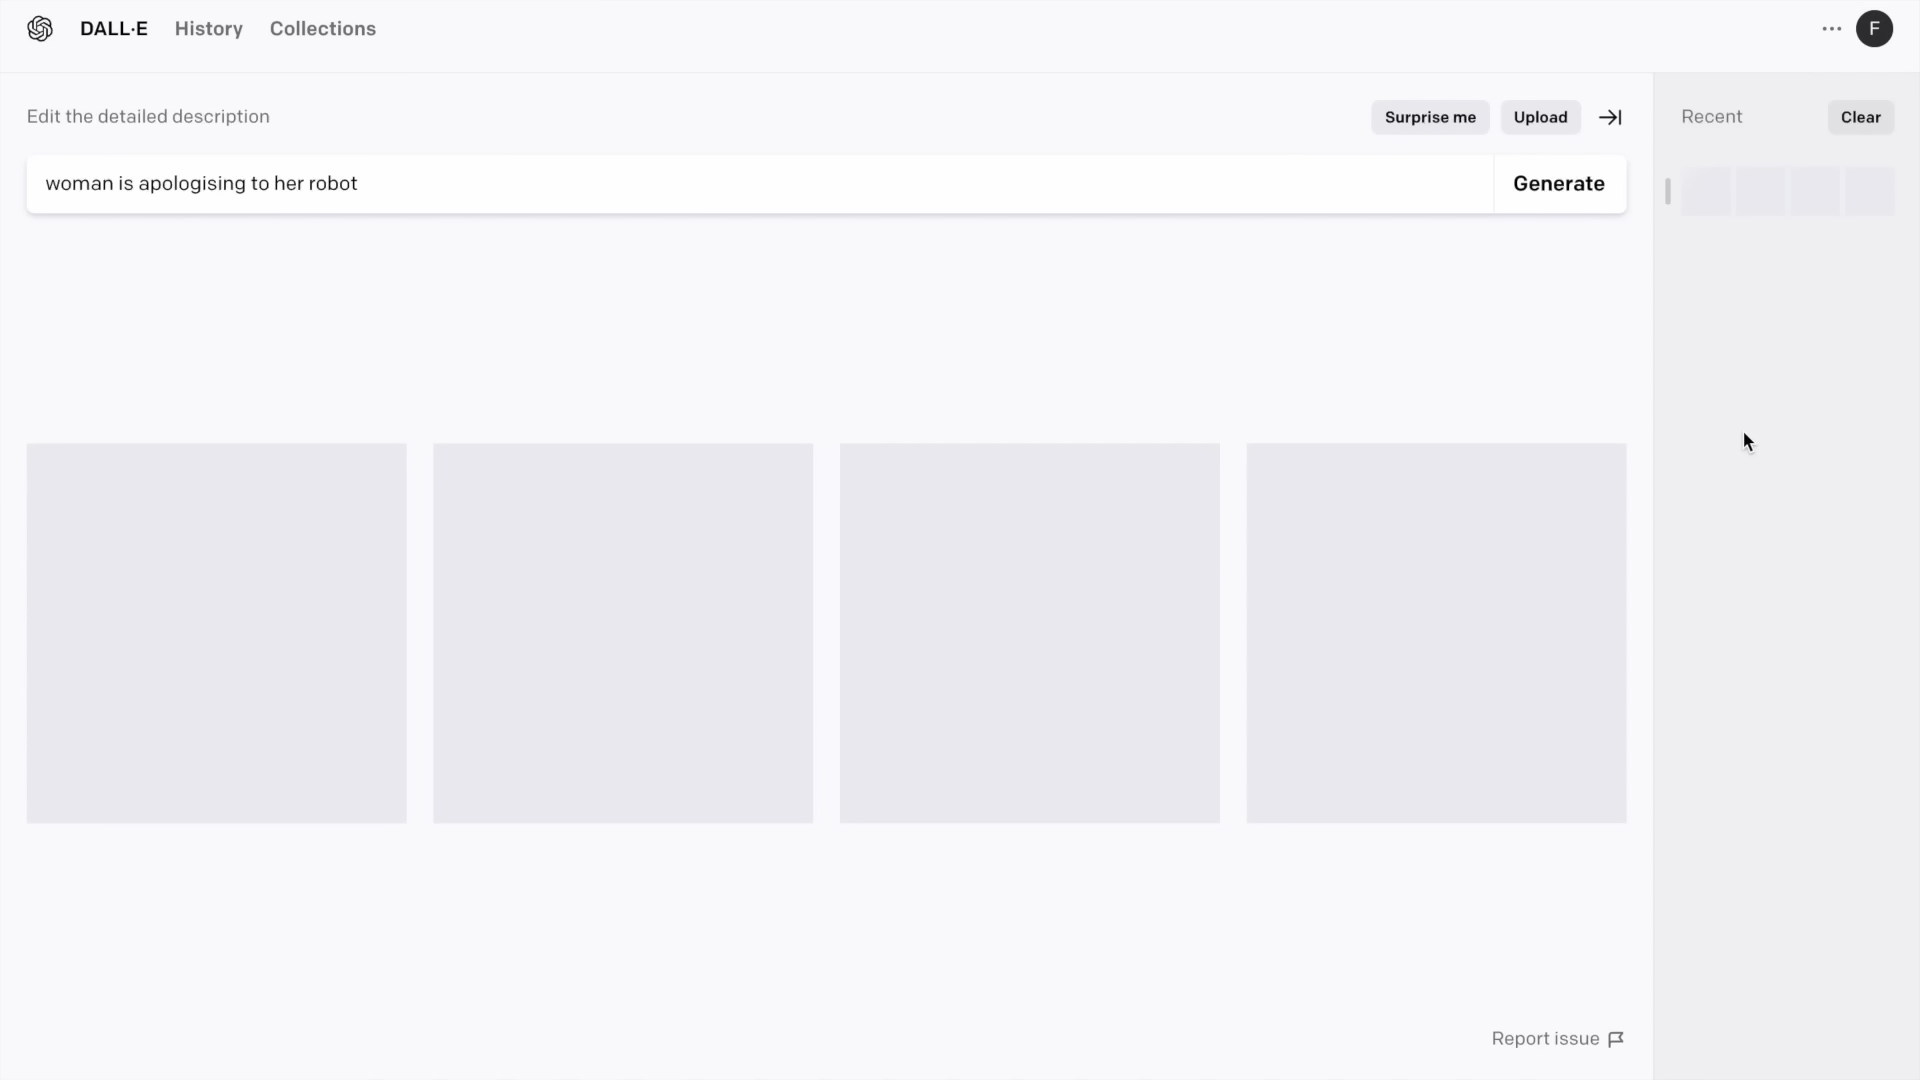 DALL·E History Collections ··· F
Edit the detailed description Surprise me Upload
woman is apologising to her robot Generate
Recent Clear
Report issue